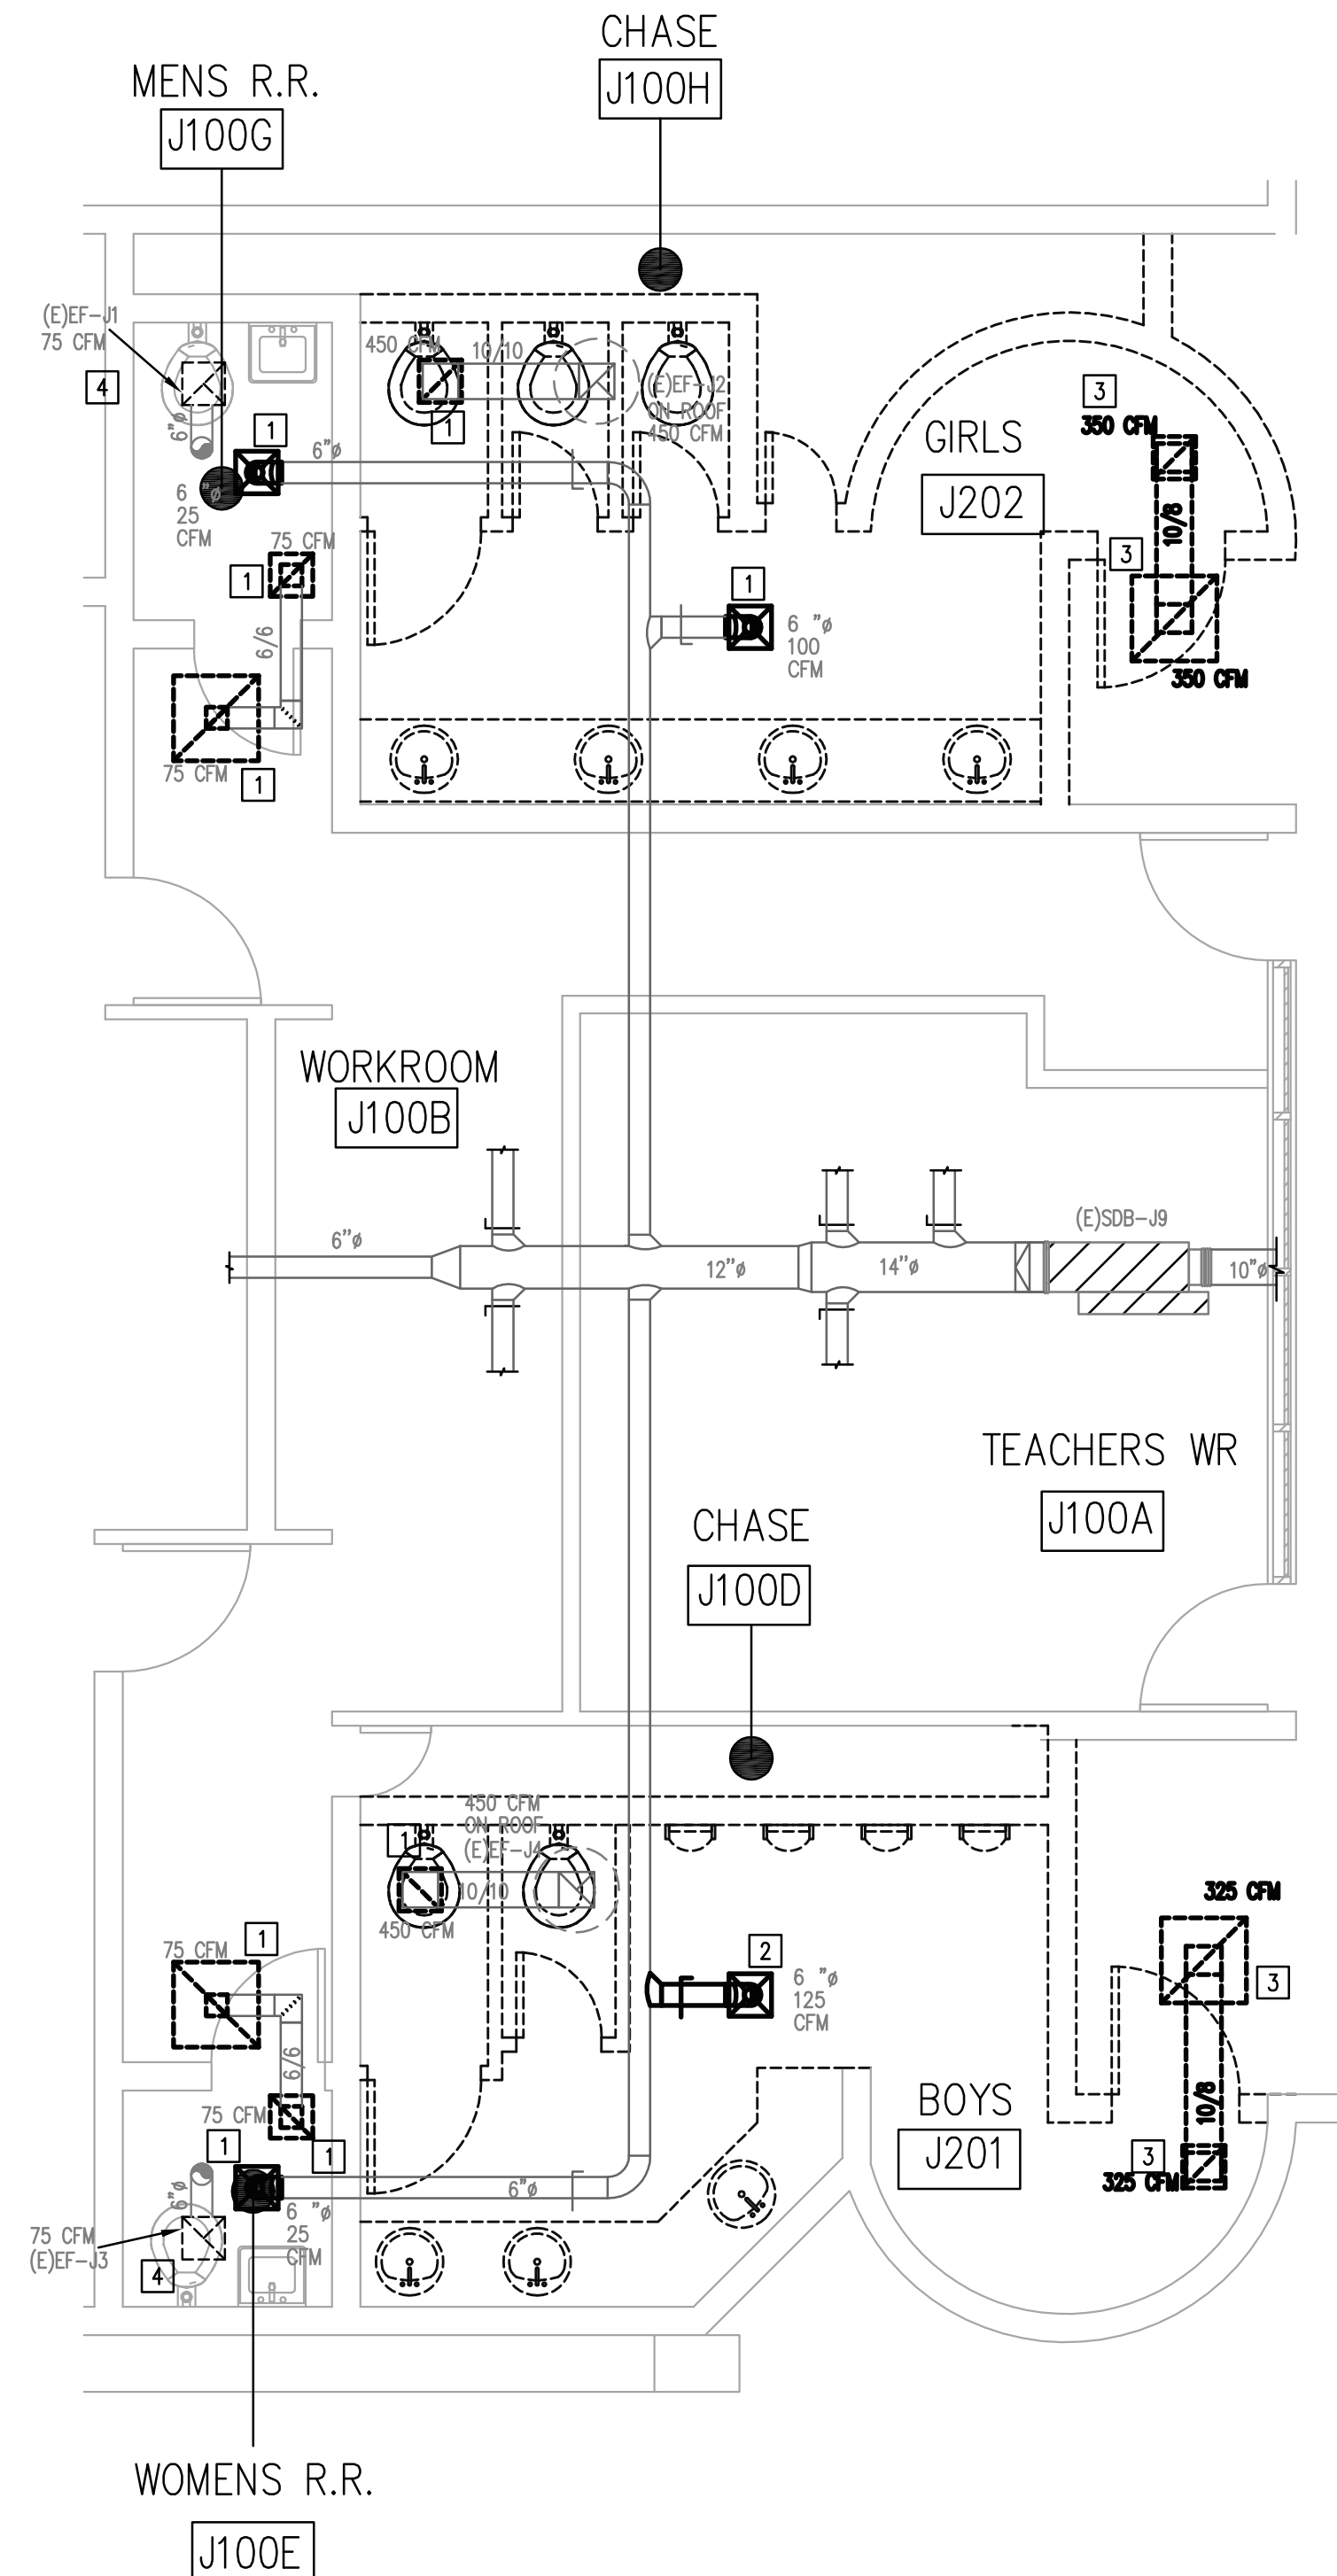 CHASE
J100H
MENS R.R.
J100G
(E)EF-J1
75 CFM
4
6"ø
1
6"ø
6 "ø
25
CFM
450 CFM
10/10
1
(E)EF-J2
ON ROOF
450 CFM
GIRLS
J202
3
350 CFM
10/8
3
350 CFM
75 CFM
1
6/6
75 CFM
1
1
6 "ø
100
CFM
WORKROOM
J100B
6"ø
12"ø
14"ø
(E)SDB-J9
10"ø
TEACHERS WR
J100A
CHASE
J100D
450 CFM
ON ROOF
(E)EF-J4
1
10/10
450 CFM
325 CFM
3
10/8
3
325 CFM
2
6 "ø
125
CFM
75 CFM
1
6/6
75 CFM
1
1
6"ø
BOYS
J201
6"ø
6 "ø
25
CFM
75 CFM
(E)EF-J3
4
WOMENS R.R.
J100E